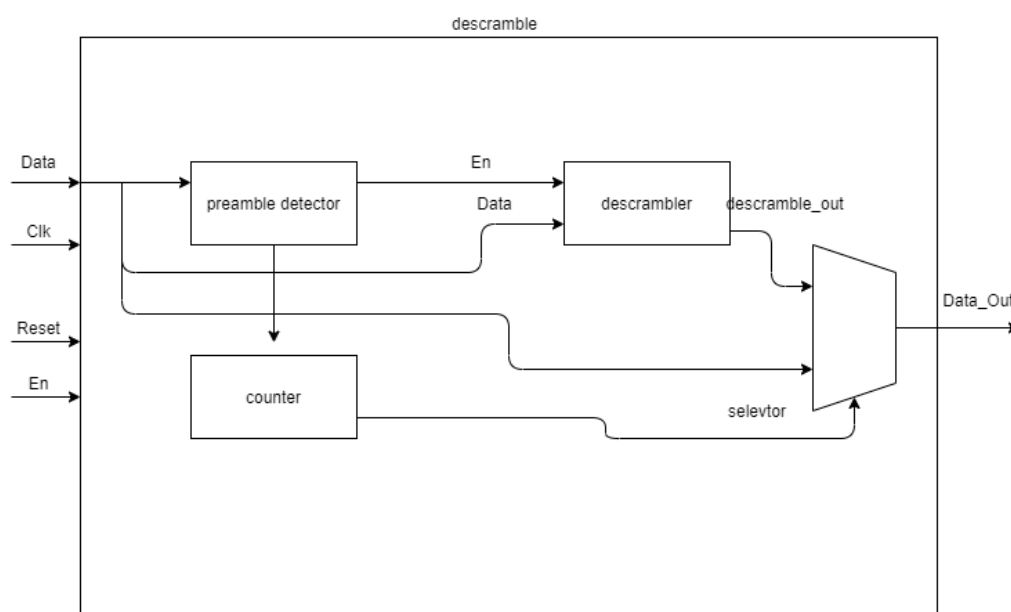 descramble
Data
En
preamble detector
Data
descrambler
descramble_out
Clk
Data_Out
Reset
En
counter
selevtor